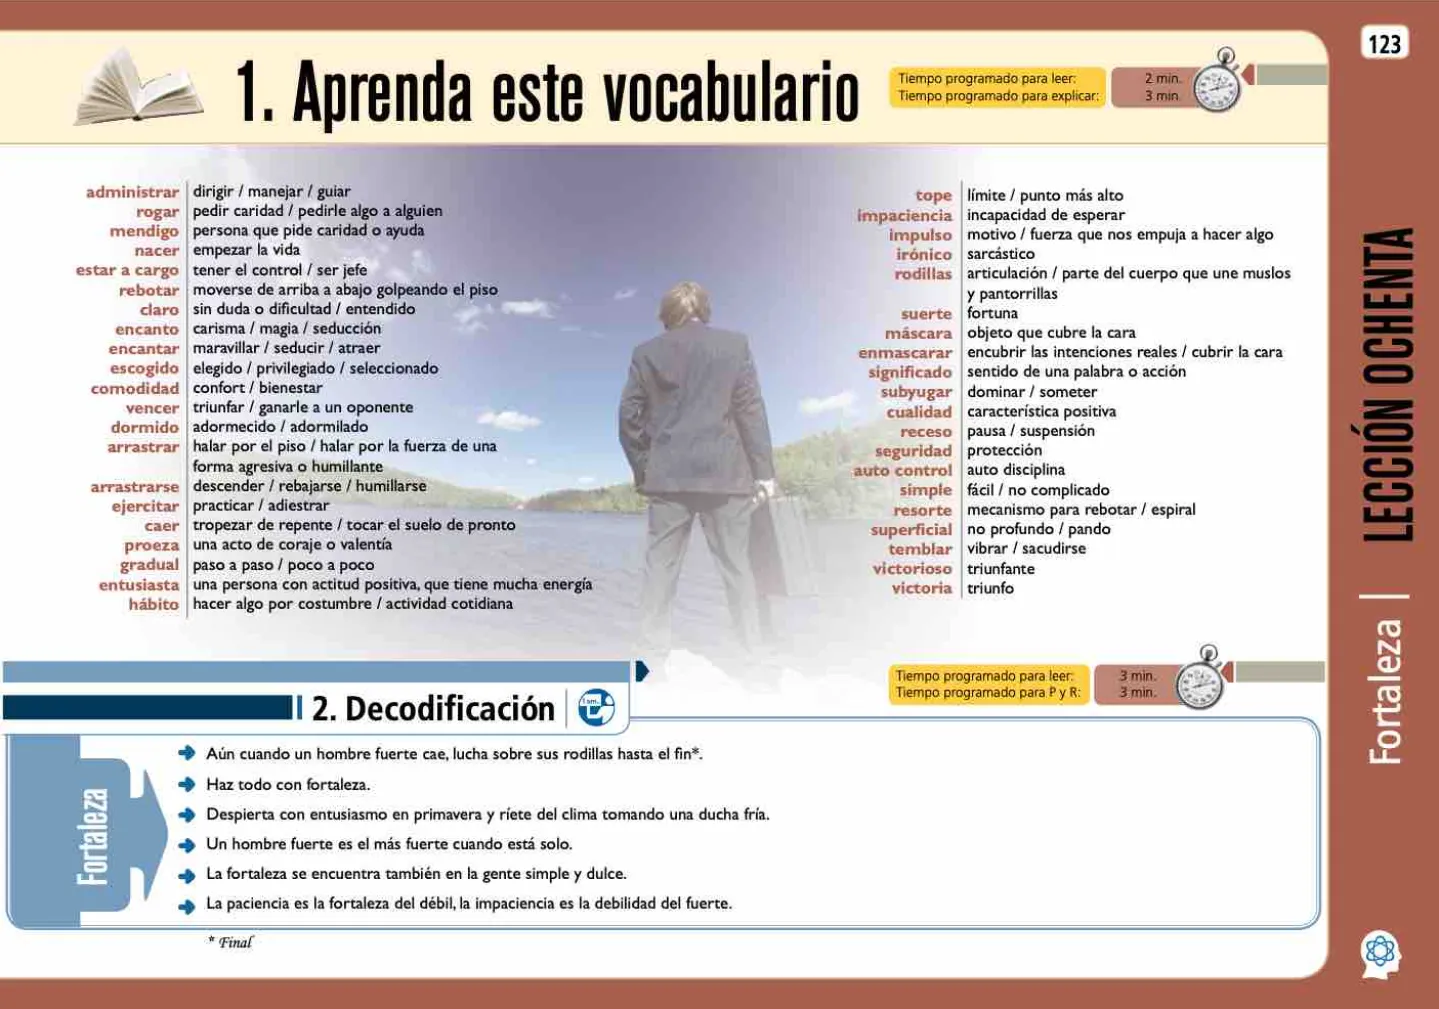 123
1. Aprenda este vocabulario
Tiempo programado para leer: 2 min.
Tiempo programado para explicar: 3 min.
administrar dirigir / manejar / guiar
rogar pedir caridad / pedirle algo a alguien
mendigo persona que pide caridad o ayuda
nacer empezar la vida
estar a cargo tener el control / ser jefe
rebotar moverse de arriba a abajo golpeando el piso
claro sin duda o dificultad / entendido
encanto carisma / magia / seducción
encantar maravillar / seducir / atraer
escogido elegido / privilegiado / seleccionado
comodidad confort / bienestar
vencer triunfar / ganarle a un oponente
dormido adormecido / adormilado
arrastrar halar por el piso / halar por la fuerza de una
forma agresiva o humillante
arrastrarse descender / rebajarse / humillarse
ejercitar practicar / adiestrar
caer tropezar de repente / tocar el suelo de pronto
proeza una acto de coraje o valentía
gradual paso a paso / poco a poco
entusiasta una persona con actitud positiva, que tiene mucha energía
hábito hacer algo por costumbre / actividad cotidiana
tope límite / punto más alto
impaciencia incapacidad de esperar
impulso motivo / fuerza que nos empuja a hacer algo
irónico sarcástico
rodillas articulación / parte del cuerpo que une muslos
y pantorrillas
suerte fortuna
máscara objeto que cubre la cara
enmascarar encubrir las intenciones reales / cubrir la cara
significado sentido de una palabra o acción
subyugar dominar / someter
cualidad característica positiva
receso pausa / suspensión
seguridad protección
auto control auto disciplina
simple fácil / no complicado
resorte mecanismo para rebotar / espiral
superficial no profundo / pando
temblar vibrar / sacudirse
victorioso triunfante
victoria triunfo
LECCIÓN OCHENTA
Fortaleza
2. Decodificación
Tiempo programado para leer: 3 min.
Tiempo programado para P y R: 3 min.
Fortaleza
Aún cuando un hombre fuerte cae, lucha sobre sus rodillas hasta el fin*.
Haz todo con fortaleza.
Despierta con entusiasmo en primavera y ríete del clima tomando una ducha fría.
Un hombre fuerte es el más fuerte cuando está solo.
La fortaleza se encuentra también en la gente simple y dulce.
La paciencia es la fortaleza del débil, la impaciencia es la debilidad del fuerte.
* Final